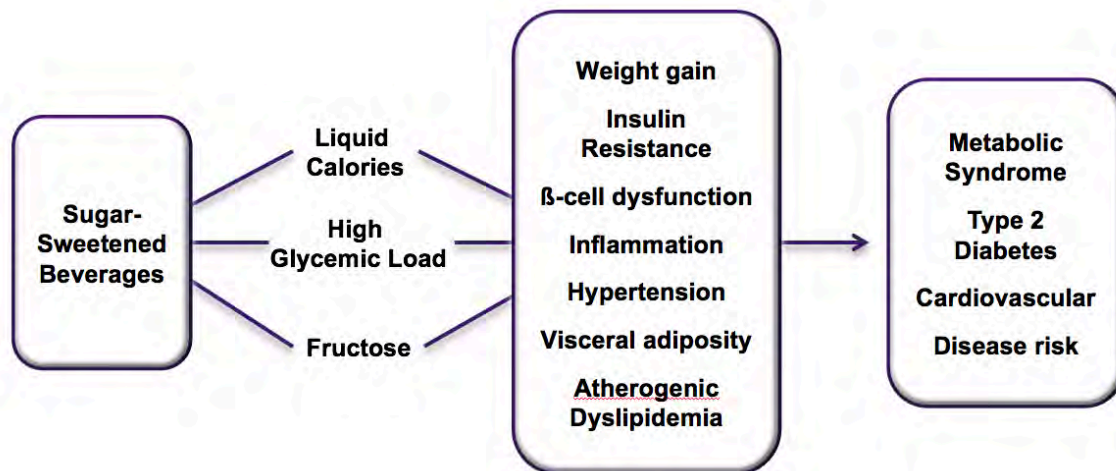 Sugar-
Sweetened
Beverages
Liquid
Calories
High
Glycemic Load
Fructose
Weight gain
Insulin
Resistance
ß-cell dysfunction
Inflammation
Hypertension
Visceral adiposity
Atherogenic
Dyslipidemia
Metabolic
Syndrome
Type 2
Diabetes
Cardiovascular
Disease risk